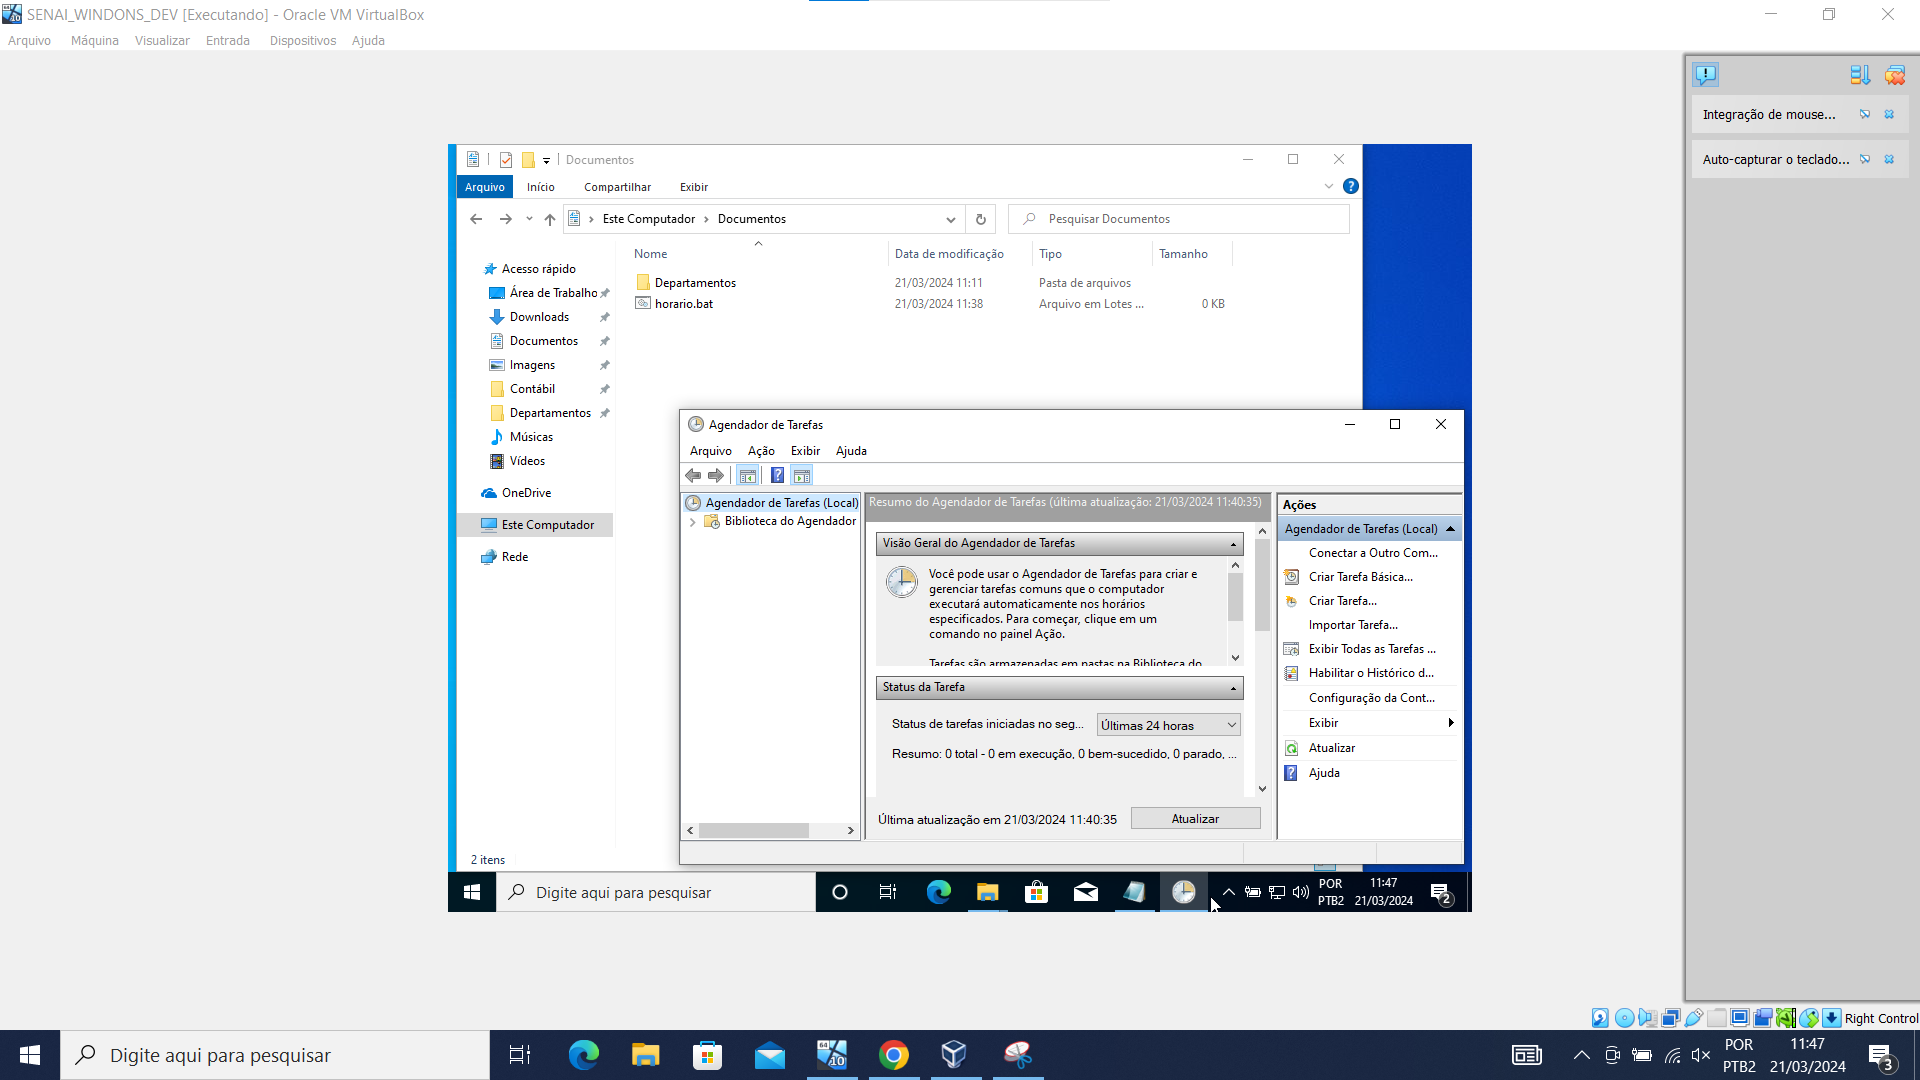 SENAI_WINDONS_DEV [Executando] - Oracle VM VirtualBox
Arquivo Máquina Visualizar Entrada Dispositivos Ajuda
Integração de mouse...
Auto-capturar o teclado...
Documentos
Arquivo Início Compartilhar Exibir
Este Computador › Documentos
Pesquisar Documentos
Nome Data de modificação Tipo Tamanho
Departamentos 21/03/2024 11:11 Pasta de arquivos
horario.bat 21/03/2024 11:38 Arquivo em Lotes ... 0 KB
Acesso rápido
Área de Trabalho
Downloads
Documentos
Imagens
Contábil
Departamentos
Músicas
Vídeos
OneDrive
Este Computador
Rede
2 itens
Agendador de Tarefas
Arquivo Ação Exibir Ajuda
Agendador de Tarefas (Local)
Biblioteca do Agendador
Resumo do Agendador de Tarefas (última atualização: 21/03/2024 11:40:35)
Visão Geral do Agendador de Tarefas
Você pode usar o Agendador de Tarefas para criar e
gerenciar tarefas comuns que o computador
executará automaticamente nos horários
especificados. Para começar, clique em um
comando no painel Ação.
Tarefas são armazenadas em pastas na Biblioteca do
Status da Tarefa
Status de tarefas iniciadas no seg... Últimas 24 horas
Resumo: 0 total - 0 em execução, 0 bem-sucedido, 0 parado, ...
Última atualização em 21/03/2024 11:40:35 Atualizar
Ações
Agendador de Tarefas (Local)
Conectar a Outro Com...
Criar Tarefa Básica...
Criar Tarefa...
Importar Tarefa...
Exibir Todas as Tarefas ...
Habilitar o Histórico d...
Configuração da Cont...
Exibir
Atualizar
Ajuda
Digite aqui para pesquisar
POR
PTB2
11:47
21/03/2024
2
Right Control
Digite aqui para pesquisar
POR
PTB2
11:47
21/03/2024
3